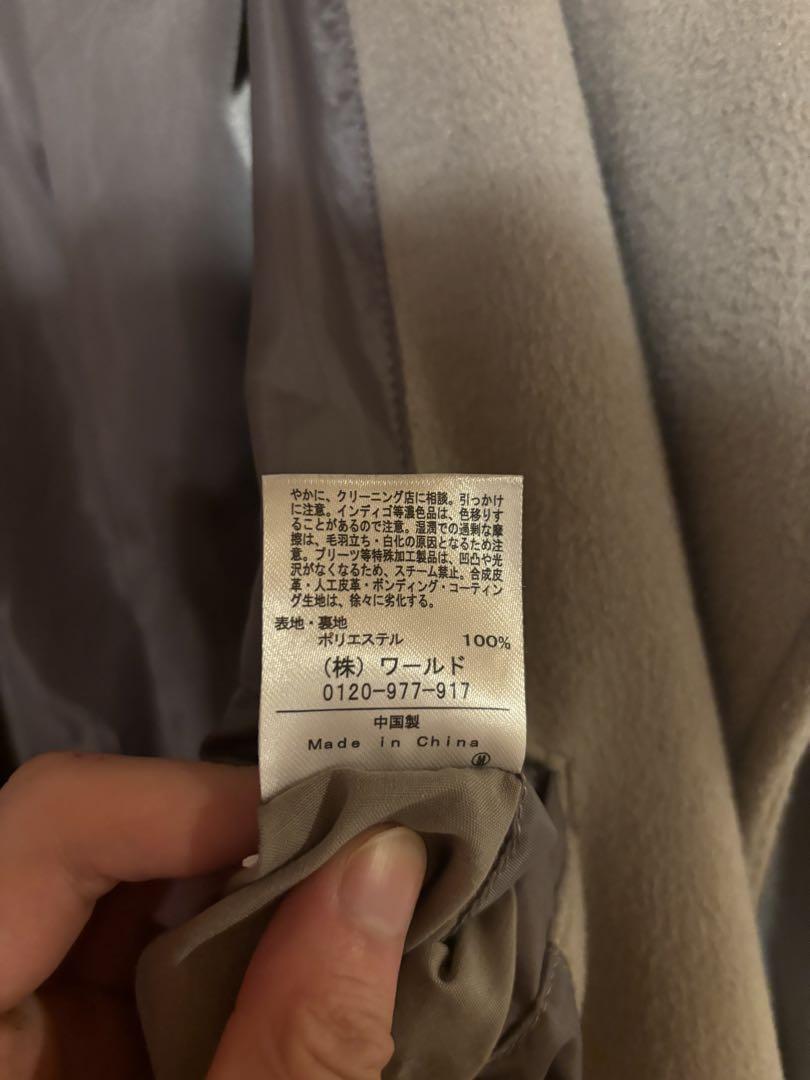 やかに、クリーニング店に相談。引っかけ
に注意。インディゴ等濃色品は、色移りす
ることがあるので注意。湿潤での過剰な摩
擦は、毛羽立ち・白化の原因となるため注
意。プリーツ等特殊加工製品は、凹凸や光
沢がなくなるため、スチーム禁止。合成皮
革・人工皮革・ボンディング・コーティン
グ生地は、徐々に劣化する。
表地・裏地
ポリエステル 100%
(株) ワールド
0120-977-917
中国製
Made in China